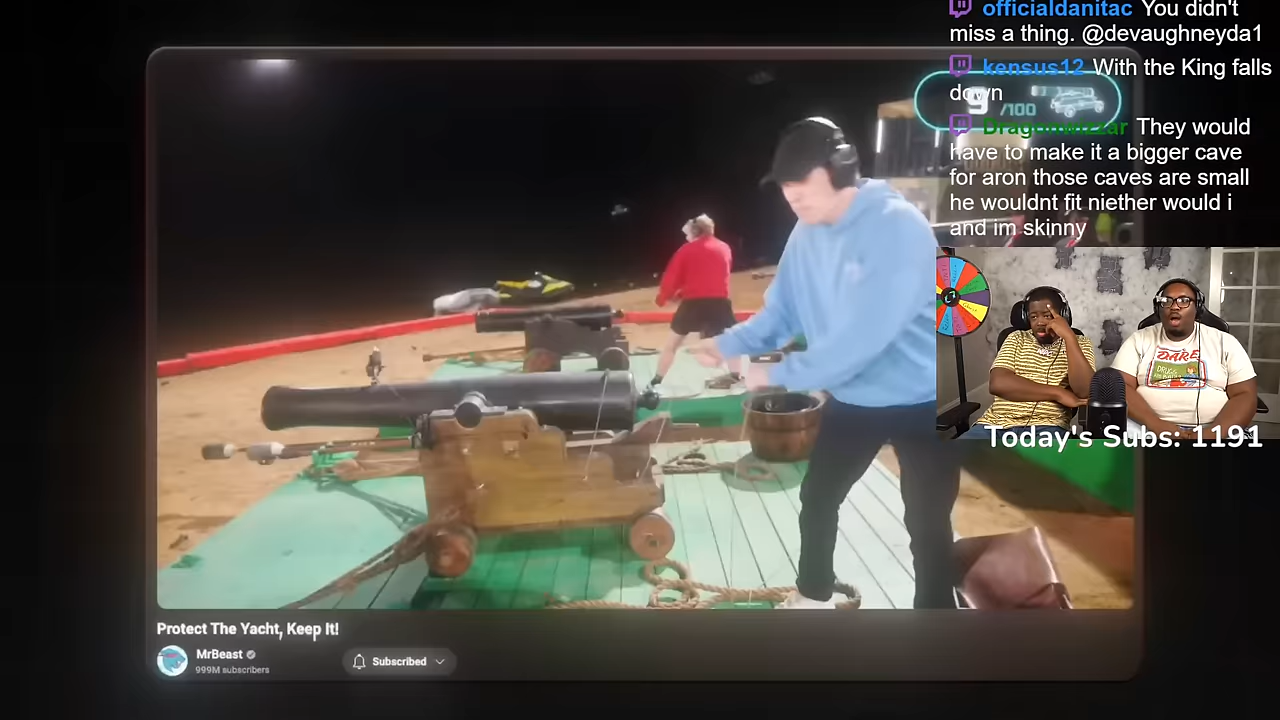 officialdanitac You didn't
miss a thing. @devaughneyda1
kensus12 With the King falls
down
9 /100
Dragonwizzar They would
have to make it a bigger cave
for aron those caves are small
he wouldnt fit niether would i
and im skinny
DARE
Today's Subs: 1191
Protect The Yacht, Keep It!
MrBeast
999M subscribers
Subscribed